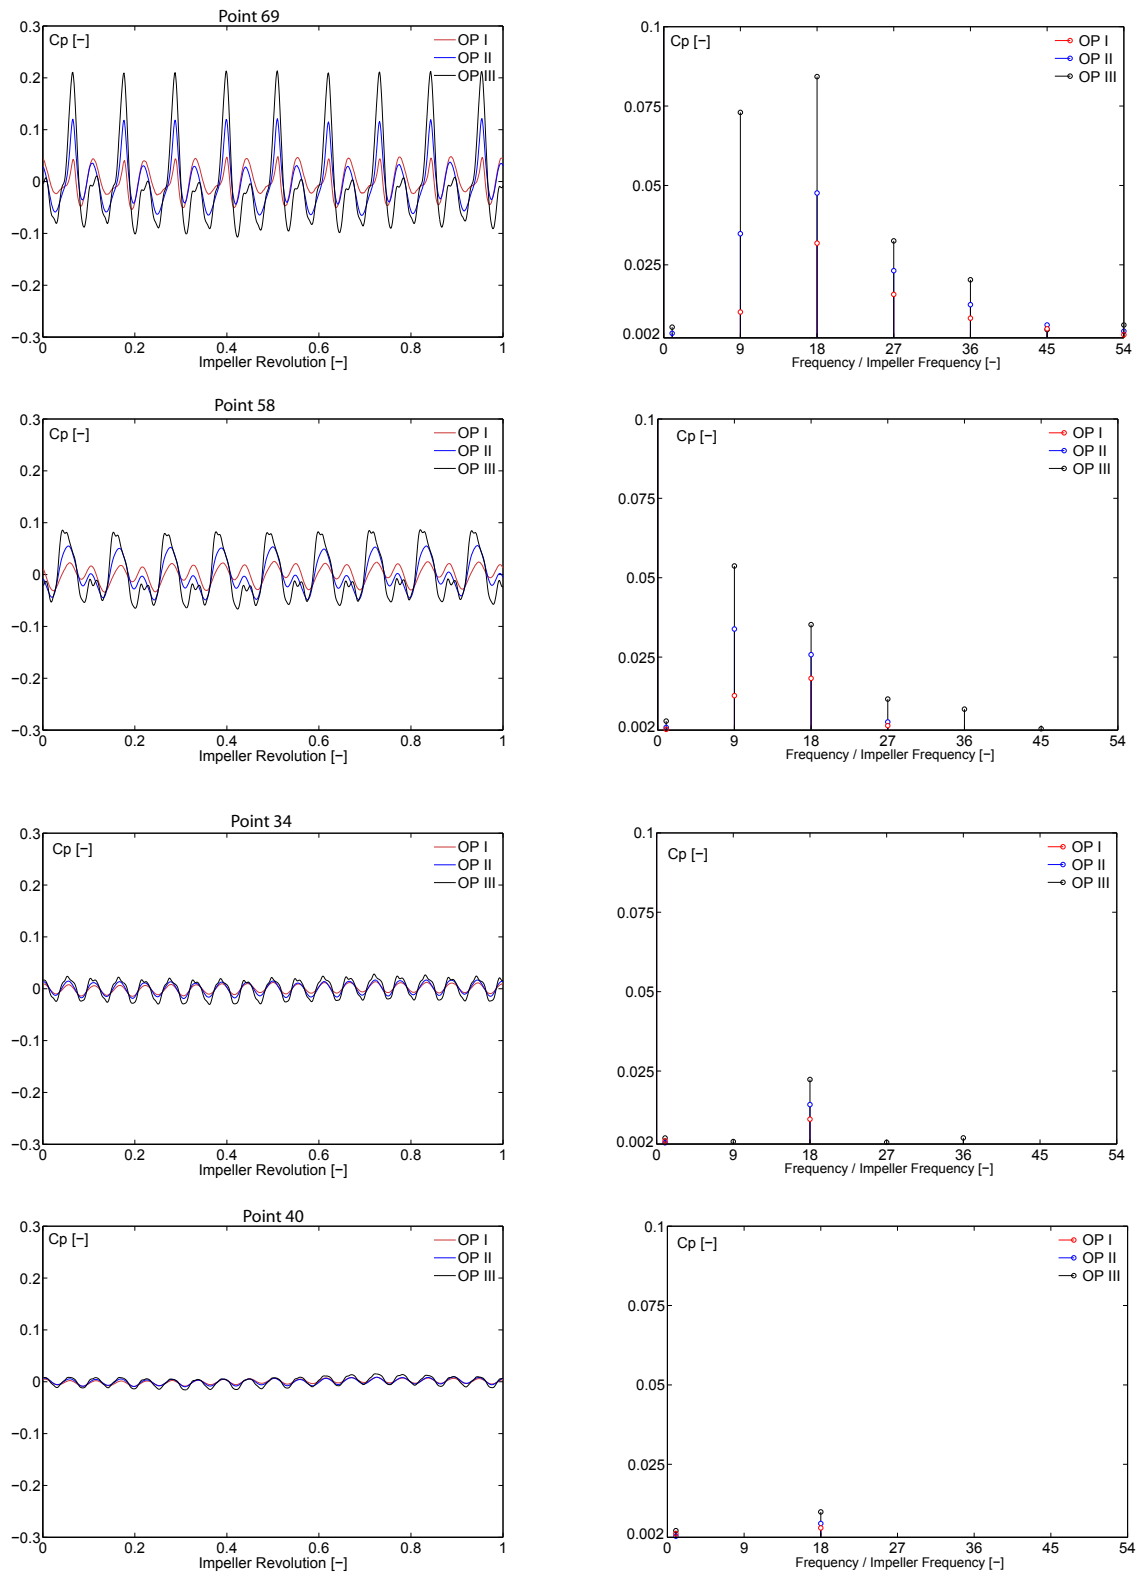 Point 69
0.3
0.2
0.1
0
−0.1
−0.2
−0.3
Cp [−]
OP I
OP II
OP III
0 0.2 0.4 0.6 0.8 1
Impeller Revolution [−]
0.1
0.075
0.05
0.025
0.002
Cp [−]
OP I
OP II
OP III
0 9 18 27 36 45 54
Frequency / Impeller Frequency [−]
Point 58
0.3
0.2
0.1
0
−0.1
−0.2
−0.3
Cp [−]
OP I
OP II
OP III
0 0.2 0.4 0.6 0.8 1
Impeller Revolution [−]
0.1
0.075
0.05
0.025
0.002
Cp [−]
OP I
OP II
OP III
0 9 18 27 36 45 54
Frequency / Impeller Frequency [−]
Point 34
0.3
0.2
0.1
0
−0.1
−0.2
−0.3
Cp [−]
OP I
OP II
OP III
0 0.2 0.4 0.6 0.8 1
Impeller Revolution [−]
0.1
0.075
0.05
0.025
0.002
Cp [−]
OP I
OP II
OP III
0 9 18 27 36 45 54
Frequency / Impeller Frequency [−]
Point 40
0.3
0.2
0.1
0
−0.1
−0.2
−0.3
Cp [−]
OP I
OP II
OP III
0 0.2 0.4 0.6 0.8 1
Impeller Revolution [−]
0.1
0.075
0.05
0.025
0.002
Cp [−]
OP I
OP II
OP III
0 9 18 27 36 45 54
Frequency / Impeller Frequency [−]